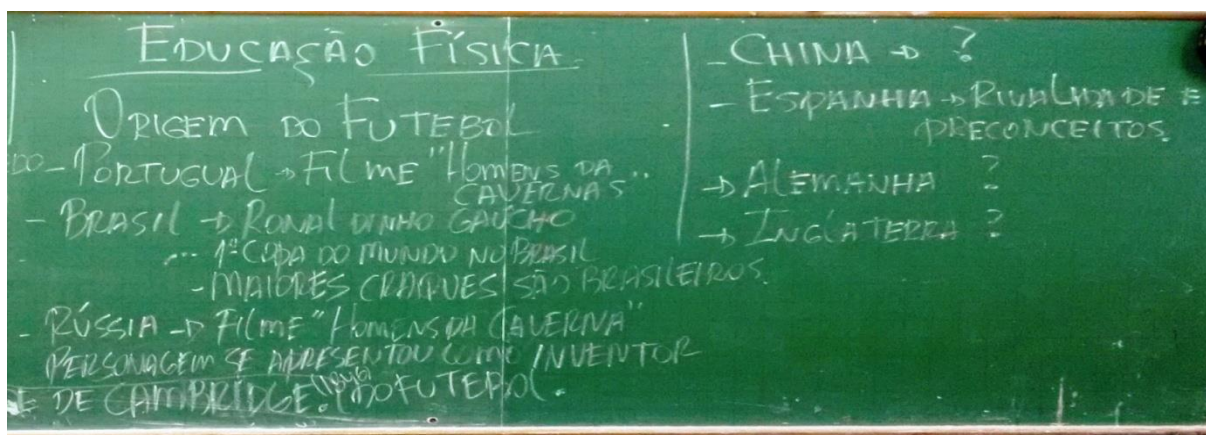 EDUCAÇÃO FÍSICA
ORIGEM DO FUTEBOL
DO - PORTUGUAL → FILME "HOMENS DA
CAVERNAS"
- BRASIL → RONALDINHO GAÚCHO
1ª COPA DO MUNDO NO BRASIL
- MAIORES CRAQUES SÃO BRASILEIROS.
- RÚSSIA → FILME "HOMENS DA CAVERNA"
PERSONAGEM SE APRESENTOU COMO INVENTOR
E DE CAMBRIDGE. DO FUTEBOL.
- CHINA → ?
- ESPANHA → RIVALIDADE E
PRECONCEITOS.
→ ALEMANHA ?
→ INGLATERRA ?